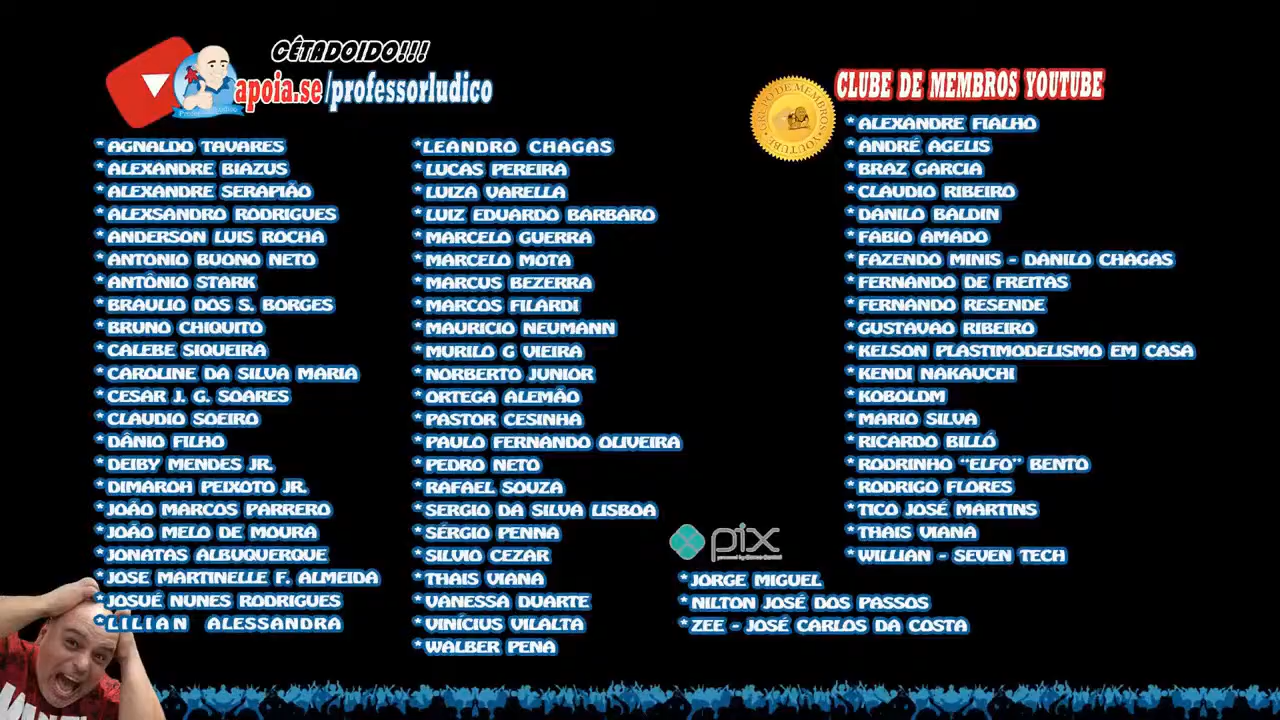 CÊTADOIDO!!!
apoia.se/professorludico
* AGNALDO TAVARES
* ALEXANDRE BIAZUS
* ALEXANDRE SERAPIÃO
* ALEXSANDRO RODRIGUES
* ANDERSON LUIS ROCHA
* ANTONIO BUONO NETO
* ANTÔNIO STARK
* BRAULIO DOS S. BORGES
* BRUNO CHIQUITO
* CALEBE SIQUEIRA
* CAROLINE DA SILVA MARIA
* CESAR J. G. SOARES
* CLAUDIO SOEIRO
* DÂNIO FILHO
* DEIBY MENDES JR.
* DIMAROH PEIXOTO JR.
* JOÃO MARCOS PARRERO
* JOÃO MELO DE MOURA
* JONATAS ALBUQUERQUE
* JOSE MARTINELLE F. ALMEIDA
* JOSUÉ NUNES RODRIGUES
* LILIAN ALESSANDRA
*LEANDRO CHAGAS
* LUCAS PEREIRA
* LUIZA VARELLA
* LUIZ EDUARDO BARBARO
* MARCELO GUERRA
* MARCELO MOTA
* MARCUS BEZERRA
* MARCOS FILARDI
* MAURICIO NEUMANN
* MURILO G VIEIRA
* NORBERTO JUNIOR
* ORTEGA ALEMÃO
* PASTOR CESINHA
* PAULO FERNANDO OLIVEIRA
* PEDRO NETO
* RAFAEL SOUZA
* SERGIO DA SILVA LISBOA
* SÉRGIO PENNA
* SILVIO CEZAR
* THAIS VIANA
* VANESSA DUARTE
* VINÍCIUS VILALTA
* WALBER PENA
pix
* JORGE MIGUEL
* NILTON JOSÉ DOS PASSOS
* ZEE - JOSÉ CARLOS DA COSTA
GRUPO DE MEMBROS
YOUTUBE
CLUBE DE MEMBROS YOUTUBE
* ALEXANDRE FIALHO
* ANDRÉ AGELIS
* BRAZ GARCIA
* CLAUDIO RIBEIRO
* DANILO BALDIN
* FABIO AMADO
* FAZENDO MINIS - DANILO CHAGAS
* FERNANDO DE FREITAS
* FERNANDO RESENDE
* GUSTAVAO RIBEIRO
* KELSON PLASTIMODELISMO EM CASA
* KENDI NAKAUCHI
* KOBOLDM
* MARIO SILVA
* RICARDO BILLÓ
* RODRINHO "ELFO" BENTO
* RODRIGO FLORES
* TICO JOSÉ MARTINS
* THAIS VIANA
* WILLIAN - SEVEN TECH